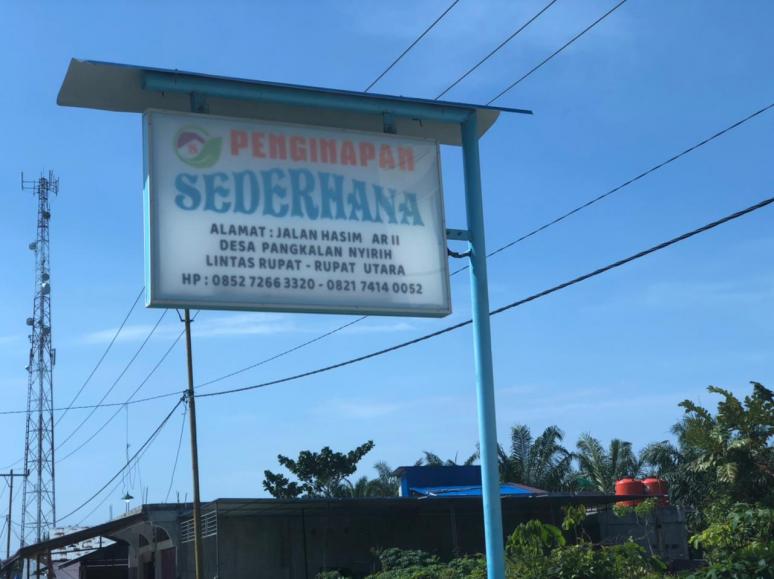 PENGINAPAN
SEDERHANA
ALAMAT : JALAN HASIM AR II
DESA PANGKALAN NYIRIH
LINTAS RUPAT - RUPAT UTARA
HP : 0852 7266 3320 - 0821 7414 0052